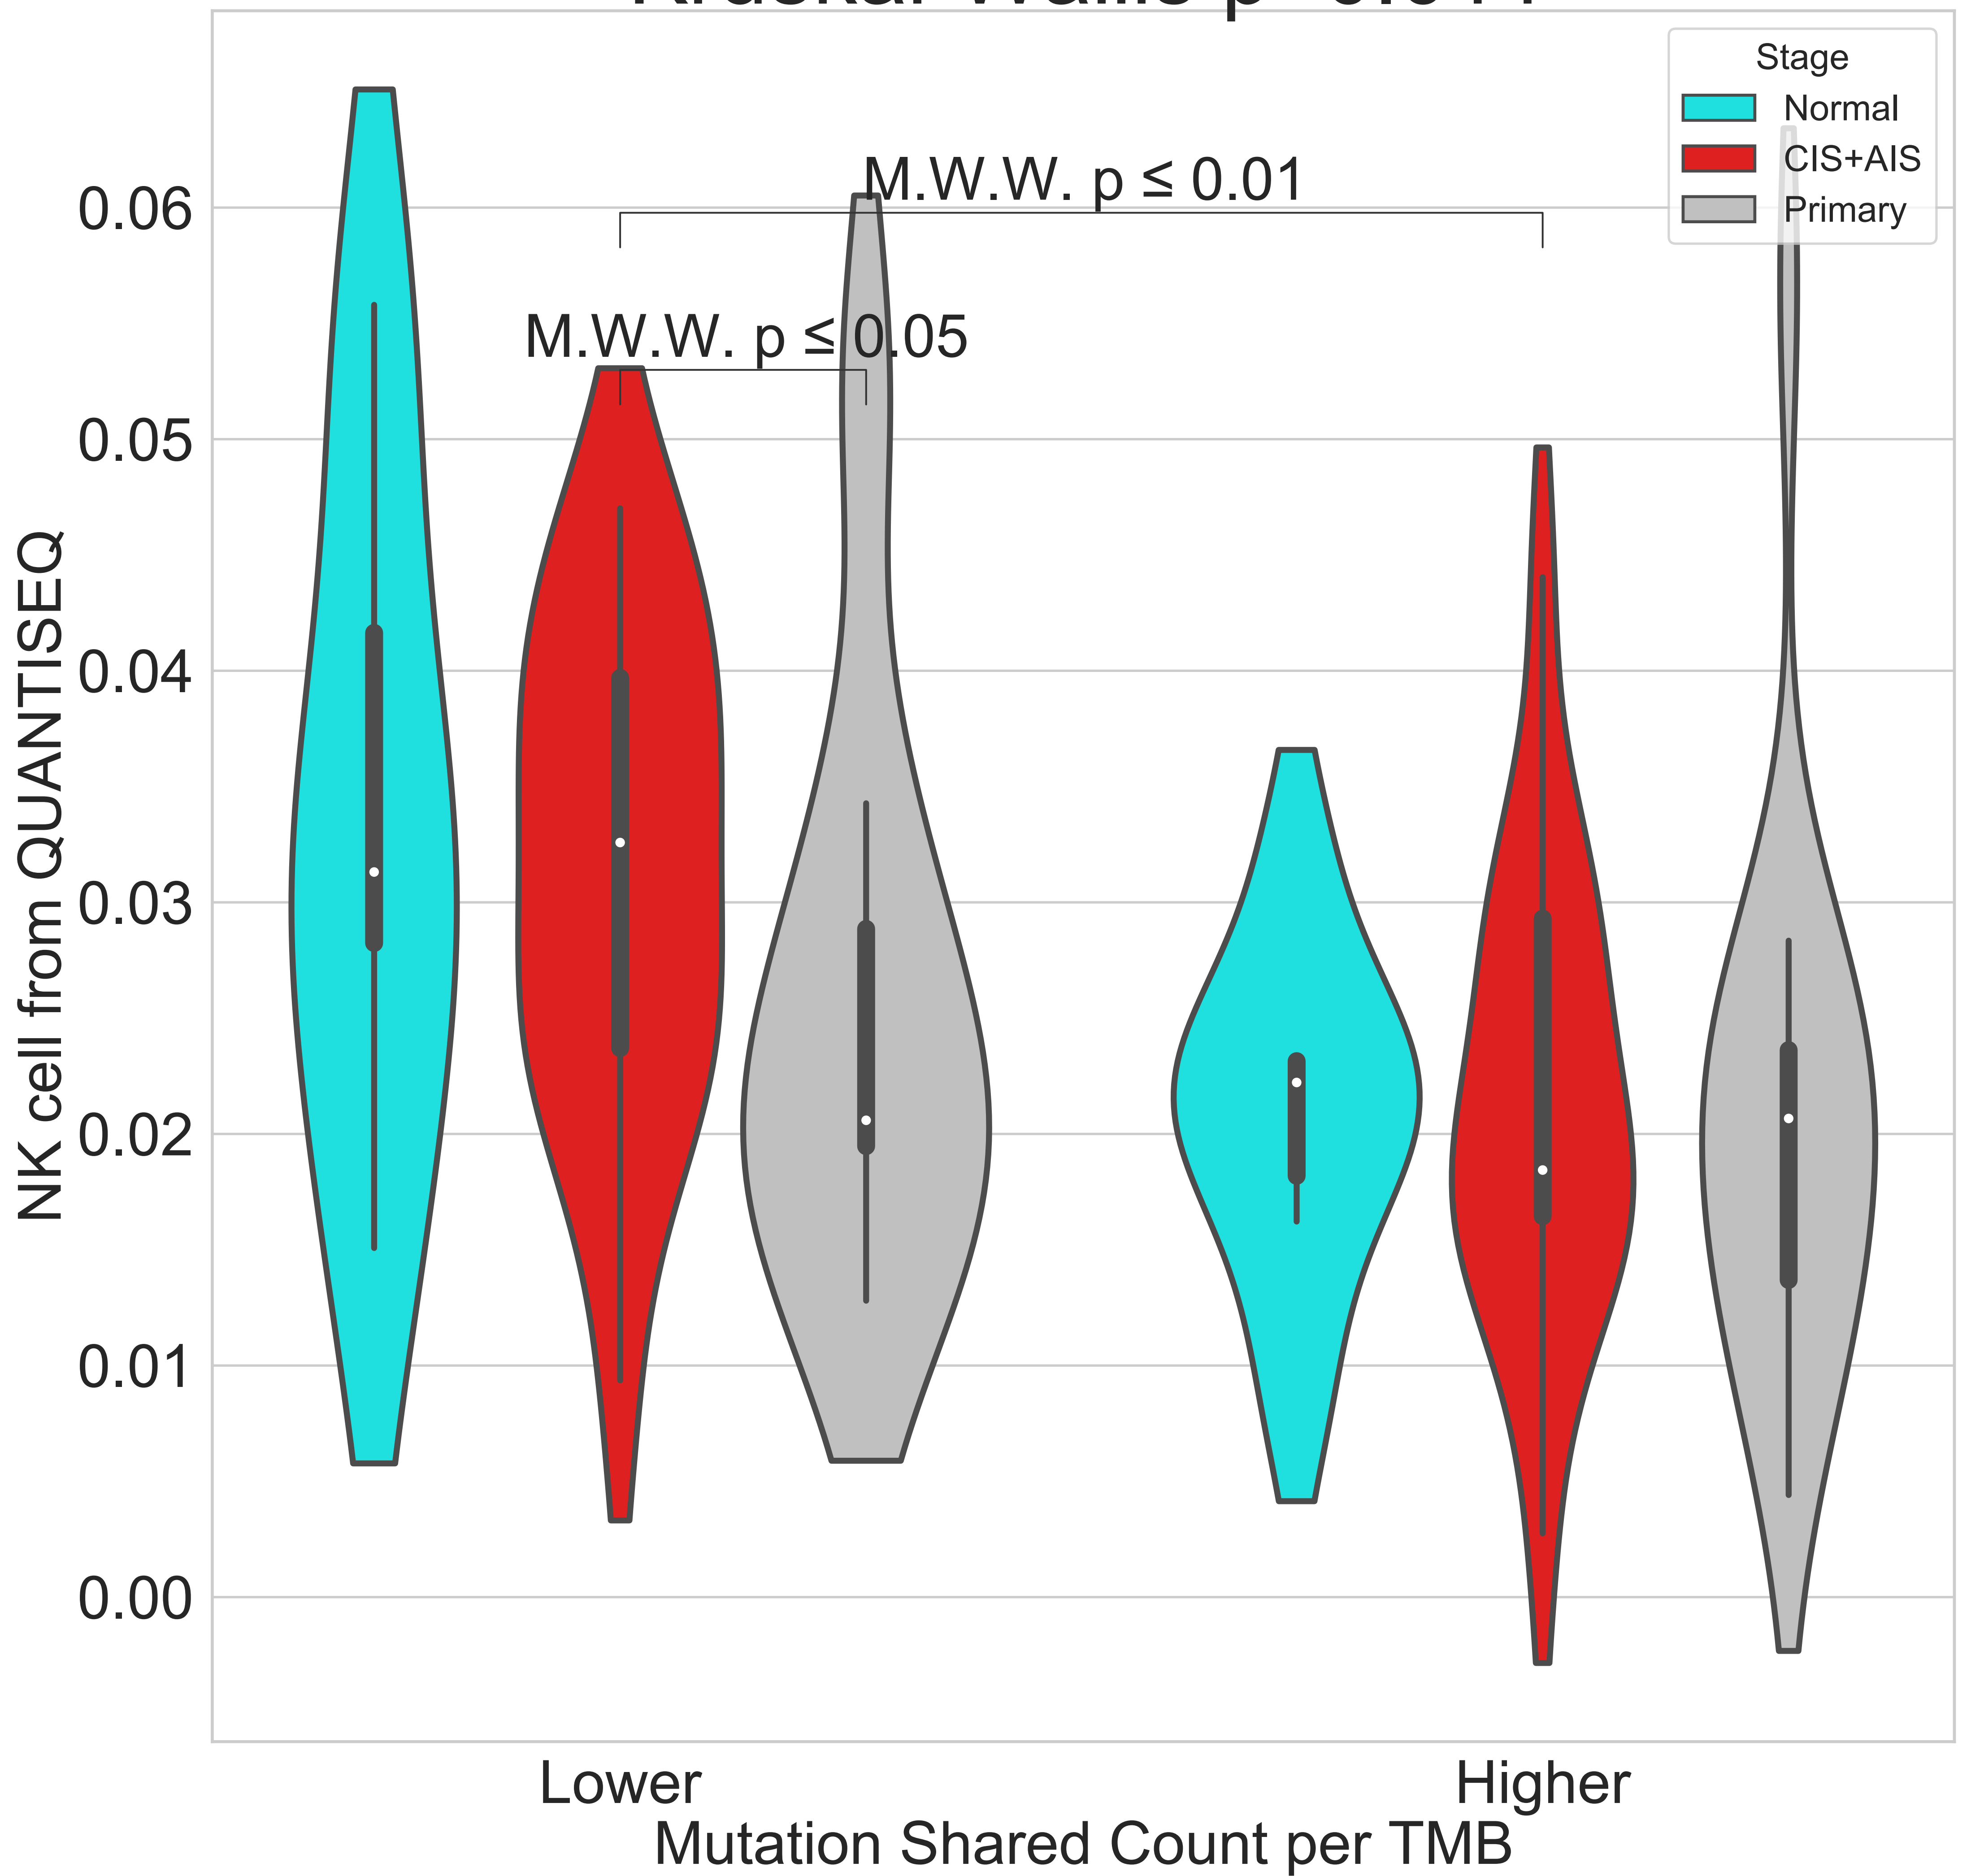 Stage
Normal
CIS+AIS
Primary
M.W.W. p ≤ 0.01
M.W.W. p ≤ 0.05
0.06
0.05
0.04
0.03
0.02
0.01
0.00
NK cell from QUANTISEQ
Lower
Higher
Mutation Shared Count per TMB